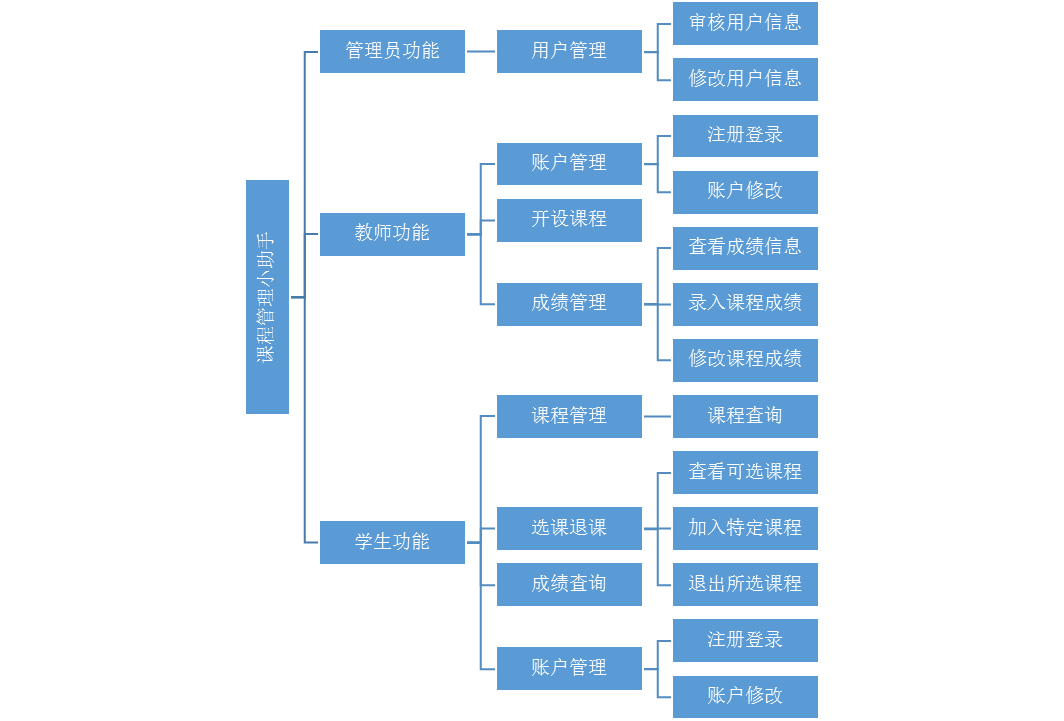 课程管理小助手
管理员功能
用户管理
审核用户信息
修改用户信息
教师功能
账户管理
注册登录
账户修改
开设课程
成绩管理
查看成绩信息
录入课程成绩
修改课程成绩
学生功能
课程管理
课程查询
选课退课
查看可选课程
加入特定课程
退出所选课程
成绩查询
账户管理
注册登录
账户修改